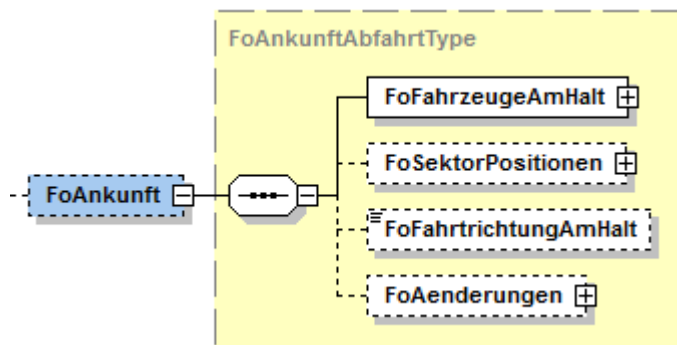 FoAnkunftAbfahrtType
FoFahrzeugeAmHalt
FoSektorPositionen
FoAnkunft
FoFahrtrichtungAmHalt
FoAenderungen